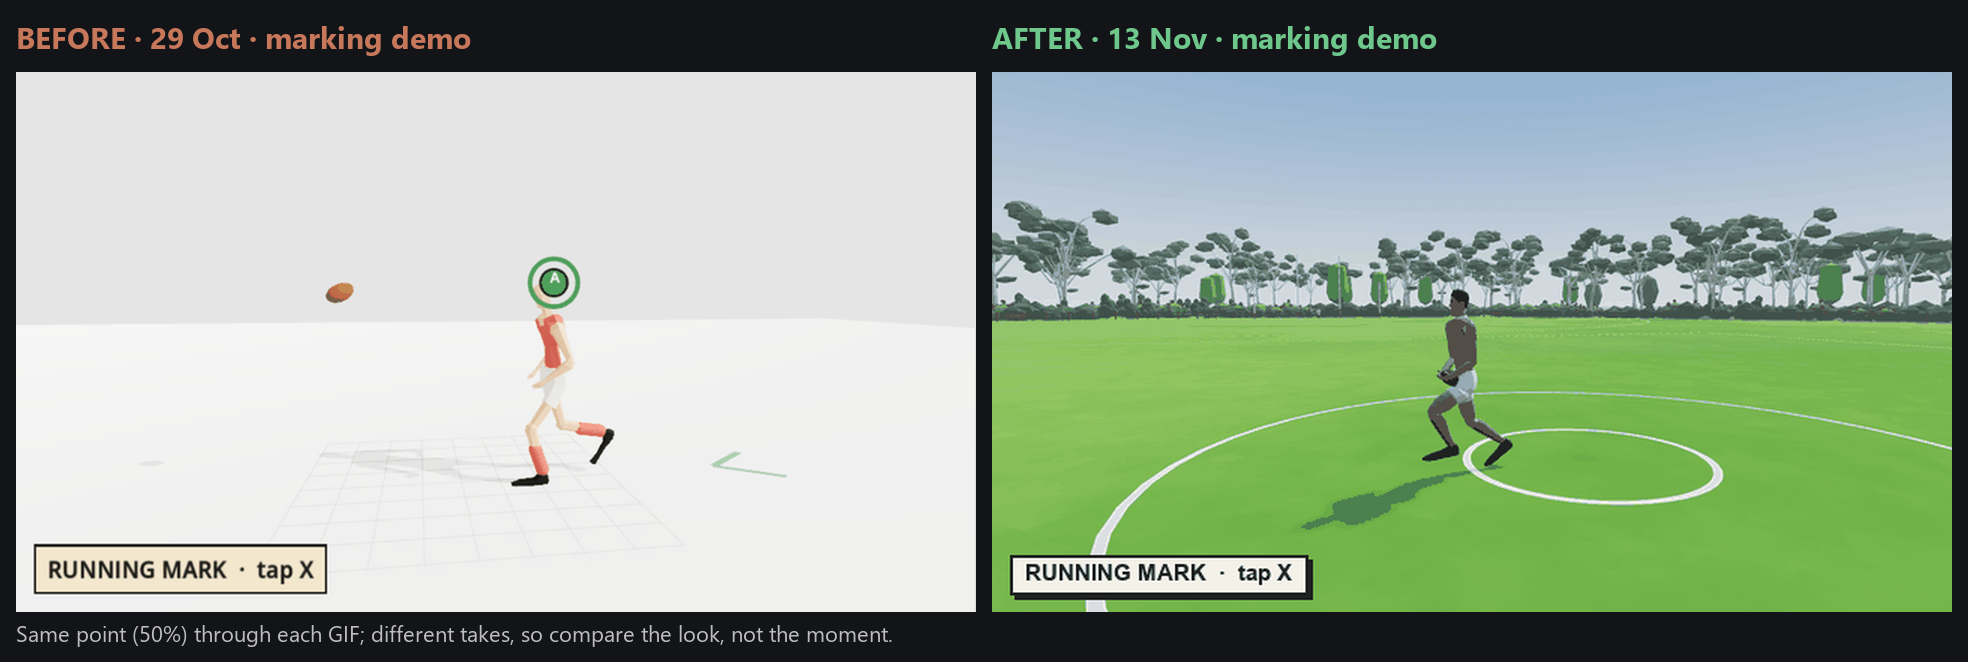 BEFORE · 29 Oct · marking demo
AFTER · 13 Nov · marking demo
A
RUNNING MARK · tap X
RUNNING MARK · tap X
Same point (50%) through each GIF; different takes, so compare the look, not the moment.